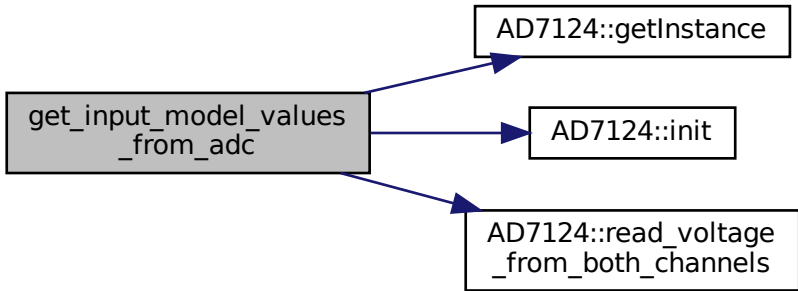 get_input_model_values
_from_adc
AD7124::getInstance
AD7124::init
AD7124::read_voltage
_from_both_channels